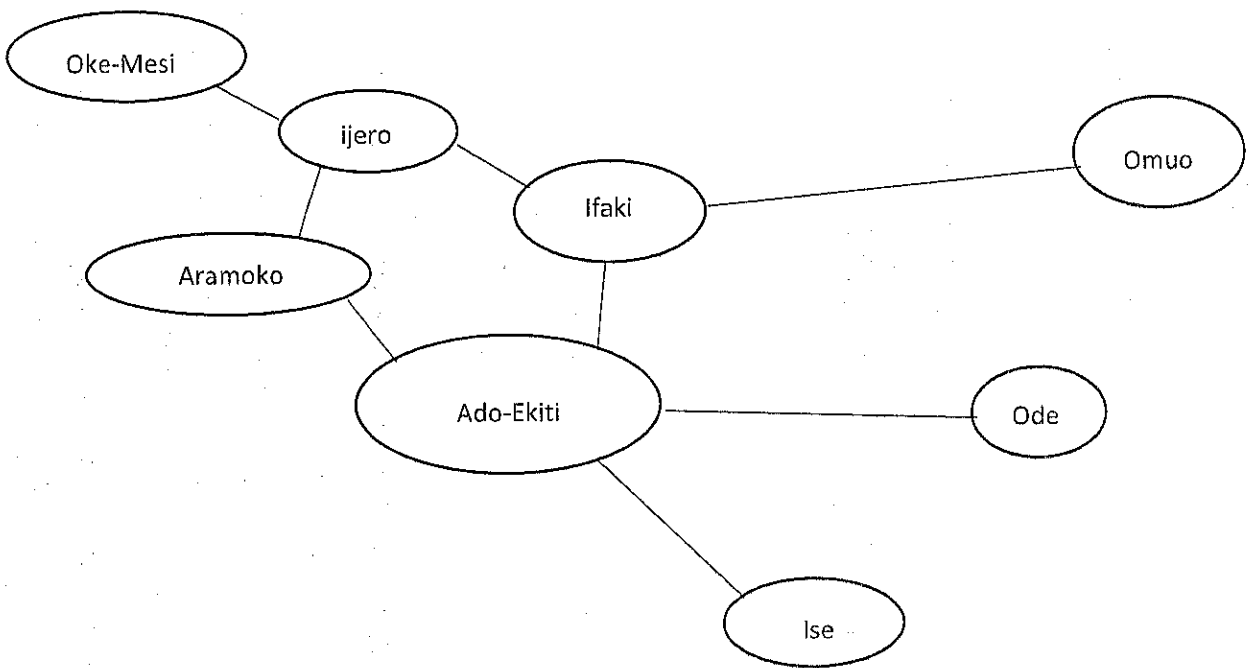 Oke-Mesi
ijero
Omuo
Ifaki
Aramoko
Ado-Ekiti
Ode
Ise